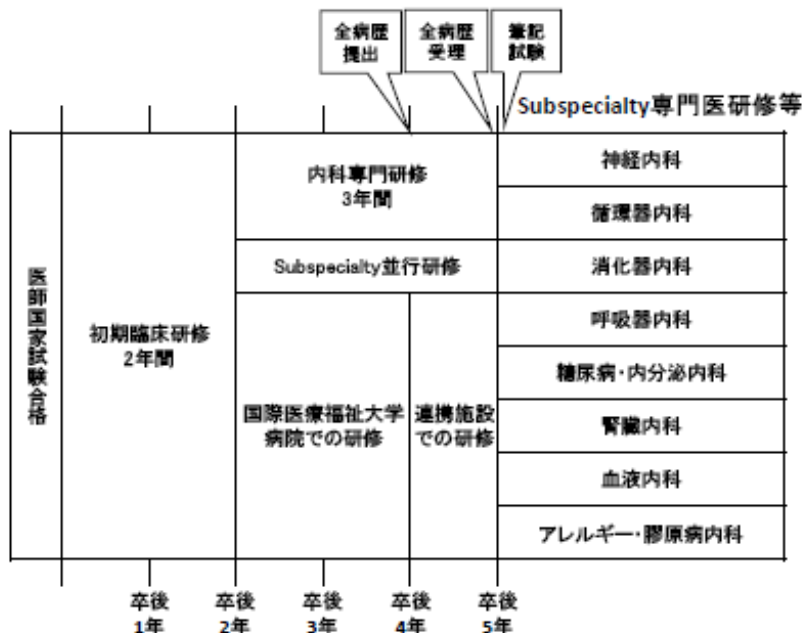 全病歴
提出
全病歴
受理
筆記
試験
Subspecialty専門医研修等
医師国家試験合格
初期臨床研修
2年間
内科専門研修
3年間
Subspecialty並行研修
国際医療福祉大学
病院での研修
連携施設
での研修
神経内科
循環器内科
消化器内科
呼吸器内科
糖尿病・内分泌内科
腎臓内科
血液内科
アレルギー・膠原病内科
卒後
1年
卒後
2年
卒後
3年
卒後
4年
卒後
5年